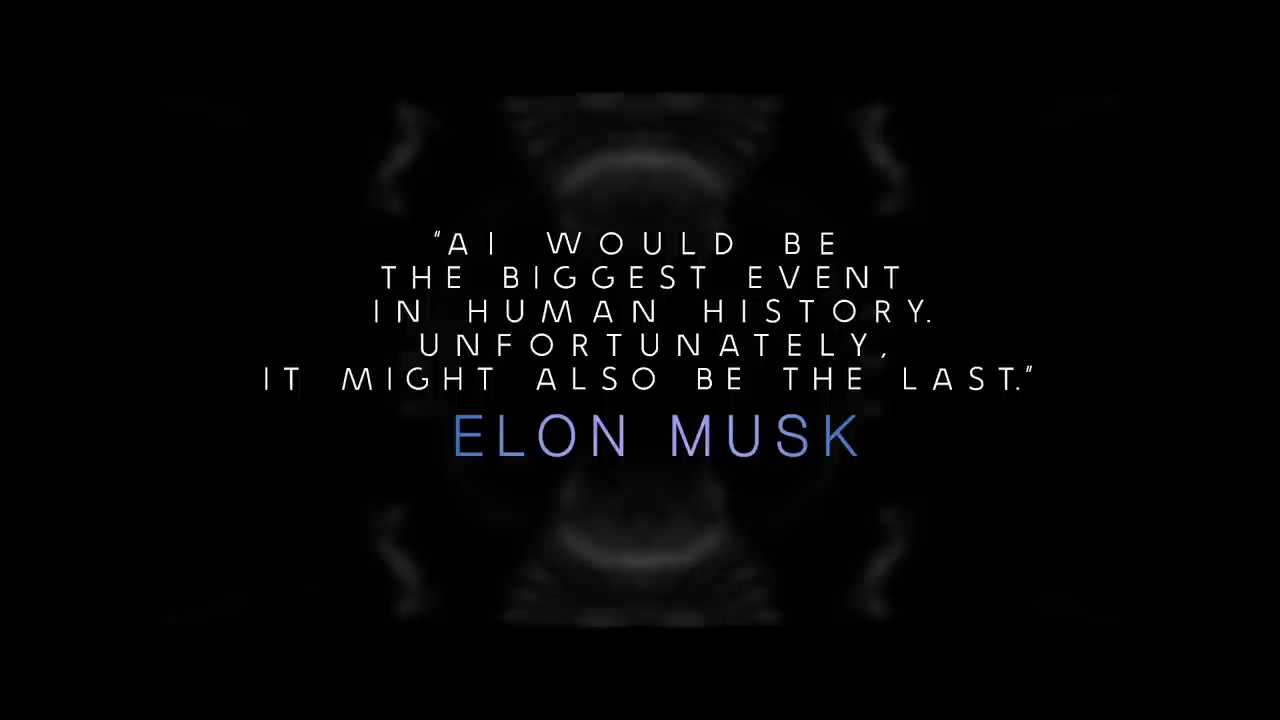 "AI WOULD BE
THE BIGGEST EVENT
IN HUMAN HISTORY.
UNFORTUNATELY,
IT MIGHT ALSO BE THE LAST."
ELON MUSK